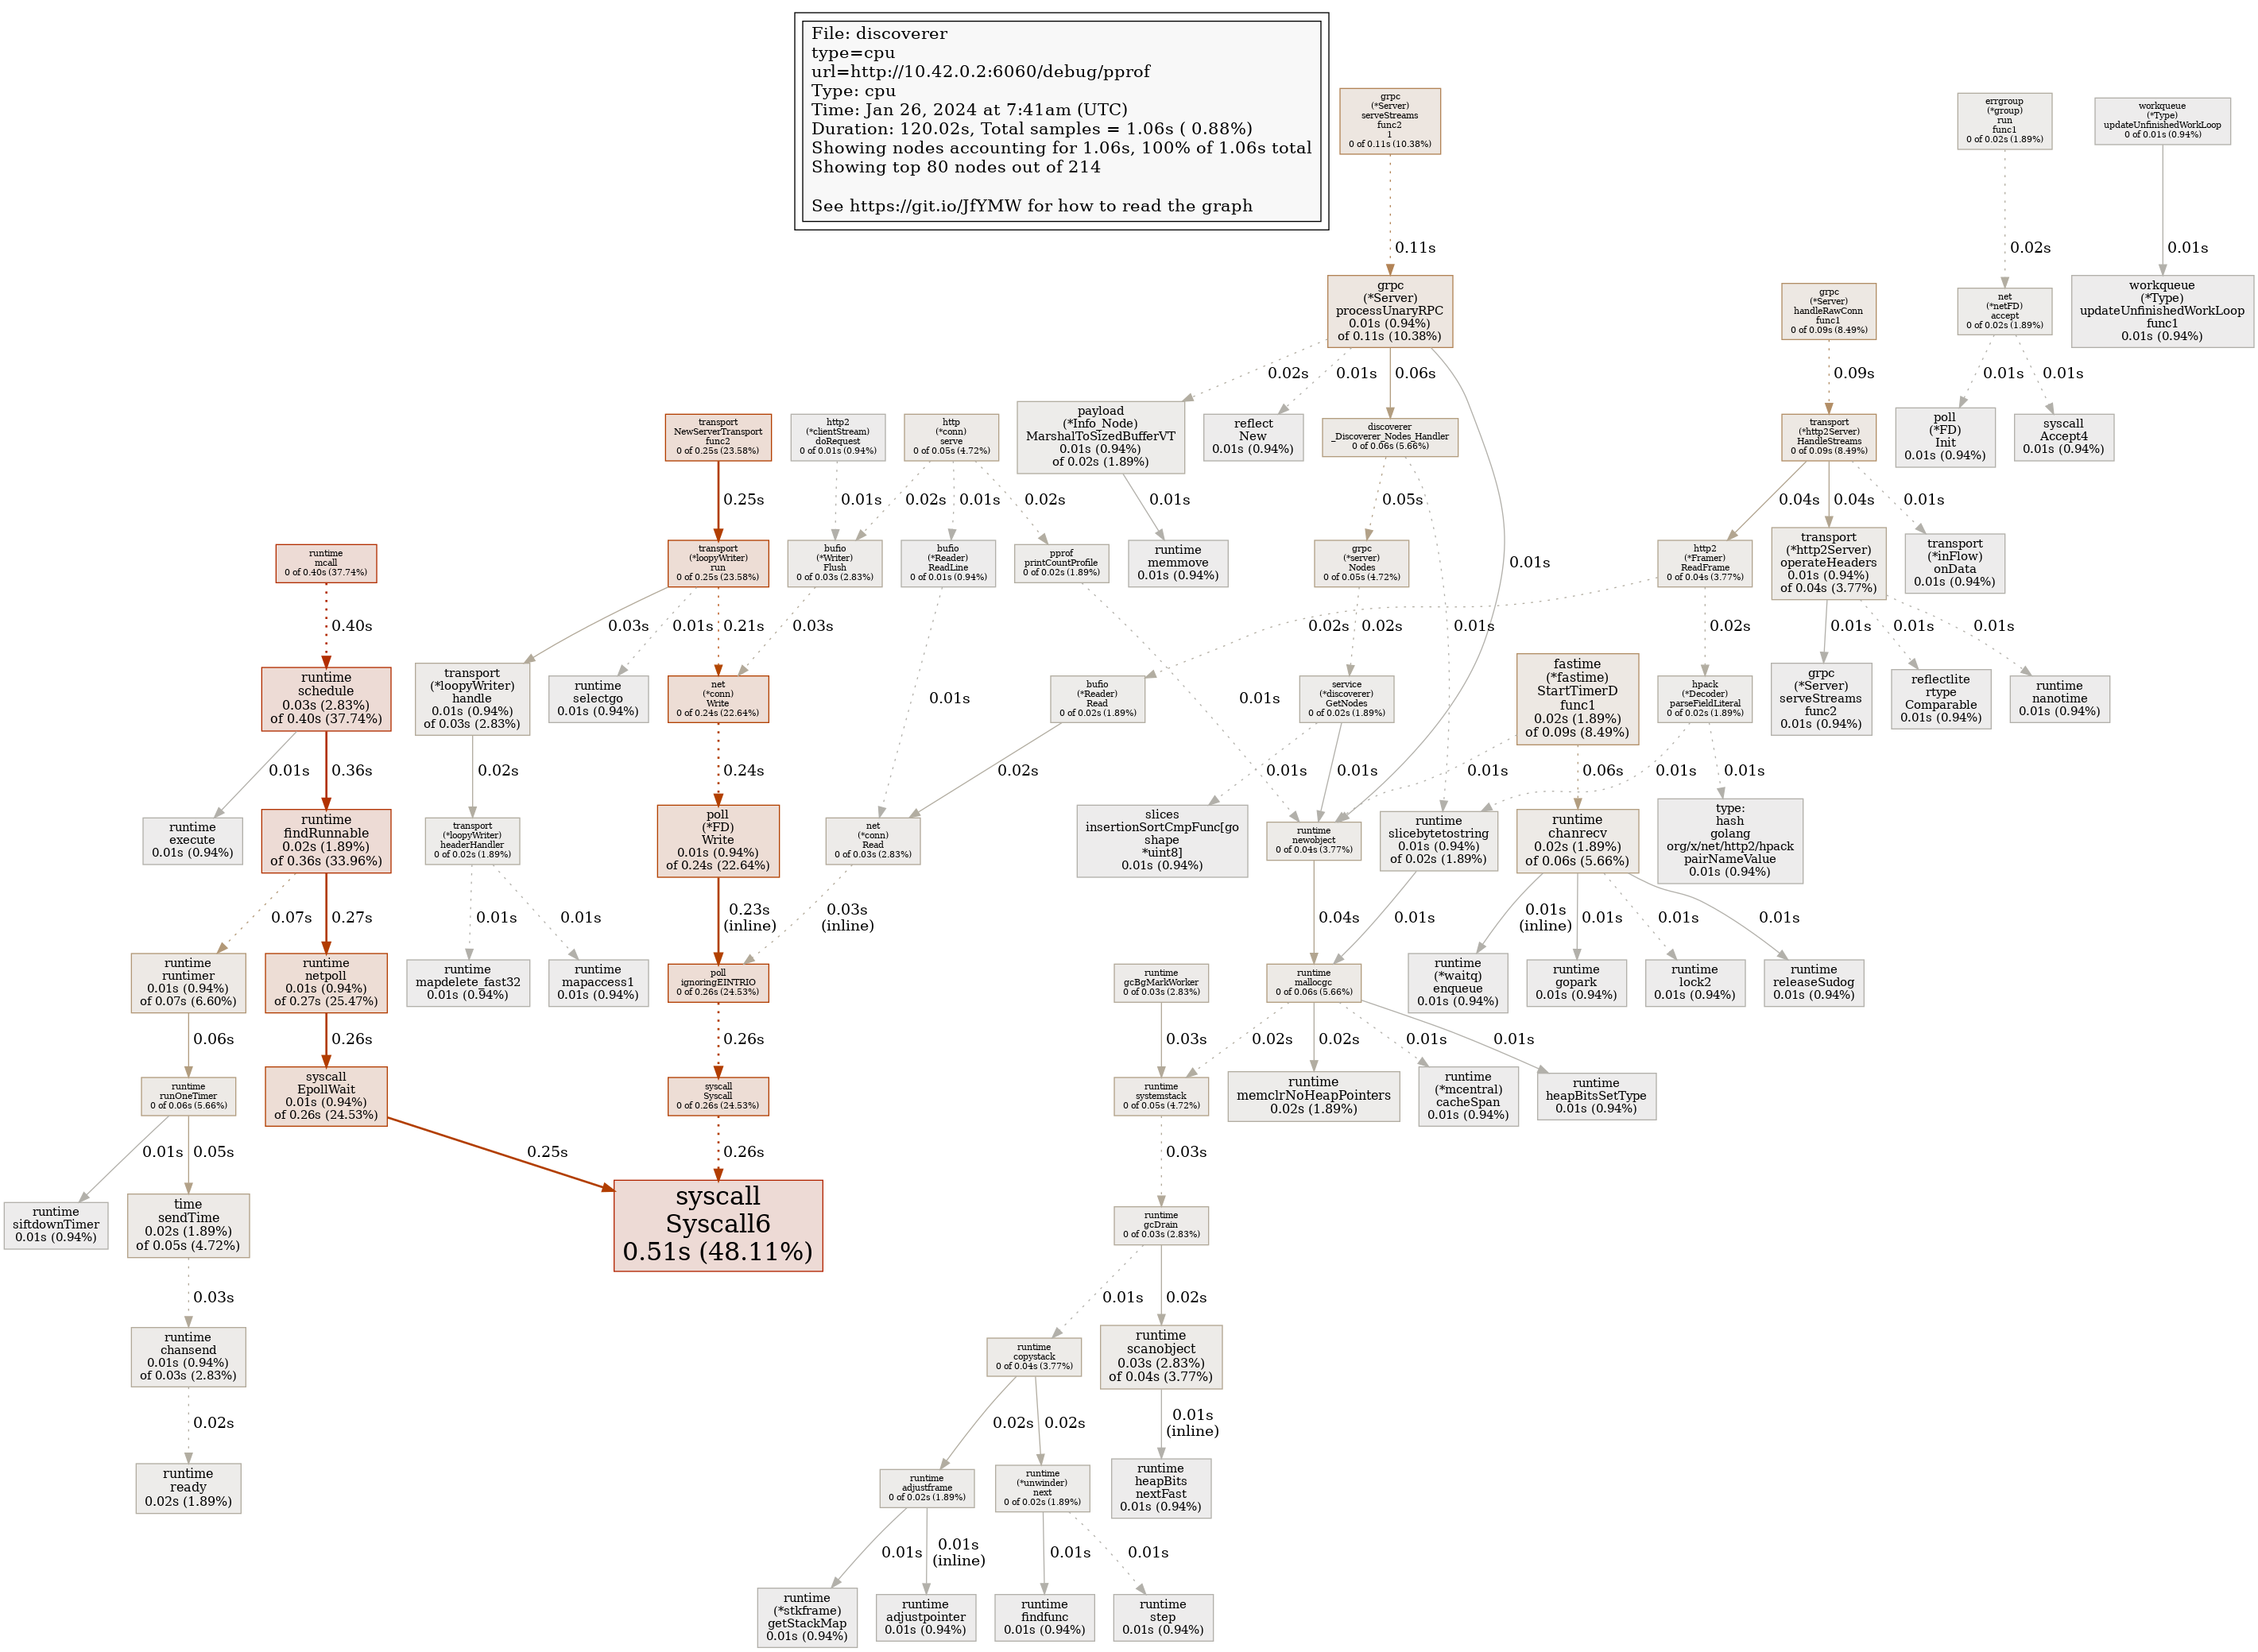 File: discoverer
type=cpu
url=http://10.42.0.2:6060/debug/pprof
Type: cpu
Time: Jan 26, 2024 at 7:41am (UTC)
Duration: 120.02s, Total samples = 1.06s ( 0.88%)
Showing nodes accounting for 1.06s, 100% of 1.06s total
Showing top 80 nodes out of 214
See https://git.io/JfYMW for how to read the graph
grpc
(*Server)
serveStreams
func2
1
0 of 0.11s (10.38%)
errgroup
(*group)
run
func1
0 of 0.02s (1.89%)
workqueue
(*Type)
updateUnfinishedWorkLoop
0 of 0.01s (0.94%)
0.11s
0.02s
0.01s
grpc
(*Server)
processUnaryRPC
0.01s (0.94%)
of 0.11s (10.38%)
grpc
(*Server)
handleRawConn
func1
0 of 0.09s (8.49%)
net
(*netFD)
accept
0 of 0.02s (1.89%)
workqueue
(*Type)
updateUnfinishedWorkLoop
func1
0.01s (0.94%)
0.02s
0.01s
0.06s
0.09s
0.01s
0.01s
transport
NewServerTransport
func2
0 of 0.25s (23.58%)
http2
(*clientStream)
doRequest
0 of 0.01s (0.94%)
http
(*conn)
serve
0 of 0.05s (4.72%)
payload
(*Info_Node)
MarshalToSizedBufferVT
0.01s (0.94%)
of 0.02s (1.89%)
reflect
New
0.01s (0.94%)
discoverer
_Discoverer_Nodes_Handler
0 of 0.06s (5.66%)
transport
(*http2Server)
HandleStreams
0 of 0.09s (8.49%)
poll
(*FD)
Init
0.01s (0.94%)
syscall
Accept4
0.01s (0.94%)
0.25s
0.01s
0.02s
0.01s
0.02s
0.01s
0.05s
0.04s
0.04s
0.01s
runtime
mcall
0 of 0.40s (37.74%)
transport
(*loopyWriter)
run
0 of 0.25s (23.58%)
bufio
(*Writer)
Flush
0 of 0.03s (2.83%)
bufio
(*Reader)
ReadLine
0 of 0.01s (0.94%)
pprof
printCountProfile
0 of 0.02s (1.89%)
runtime
memmove
0.01s (0.94%)
grpc
(*server)
Nodes
0 of 0.05s (4.72%)
0.01s
http2
(*Framer)
ReadFrame
0 of 0.04s (3.77%)
transport
(*http2Server)
operateHeaders
0.01s (0.94%)
of 0.04s (3.77%)
transport
(*inFlow)
onData
0.01s (0.94%)
0.40s
0.03s
0.01s
0.21s
0.03s
0.02s
0.02s
0.01s
0.02s
0.01s
0.01s
0.01s
runtime
schedule
0.03s (2.83%)
of 0.40s (37.74%)
transport
(*loopyWriter)
handle
0.01s (0.94%)
of 0.03s (2.83%)
runtime
selectgo
0.01s (0.94%)
net
(*conn)
Write
0 of 0.24s (22.64%)
0.01s
bufio
(*Reader)
Read
0 of 0.02s (1.89%)
0.01s
service
(*discoverer)
GetNodes
0 of 0.02s (1.89%)
fastime
(*fastime)
StartTimerD
func1
0.02s (1.89%)
of 0.09s (8.49%)
hpack
(*Decoder)
parseFieldLiteral
0 of 0.02s (1.89%)
grpc
(*Server)
serveStreams
func2
0.01s (0.94%)
reflectlite
rtype
Comparable
0.01s (0.94%)
runtime
nanotime
0.01s (0.94%)
0.01s
0.36s
0.02s
0.24s
0.02s
0.01s
0.01s
0.01s
0.06s
0.01s
0.01s
runtime
execute
0.01s (0.94%)
runtime
findRunnable
0.02s (1.89%)
of 0.36s (33.96%)
transport
(*loopyWriter)
headerHandler
0 of 0.02s (1.89%)
poll
(*FD)
Write
0.01s (0.94%)
of 0.24s (22.64%)
net
(*conn)
Read
0 of 0.03s (2.83%)
slices
insertionSortCmpFunc[go
shape
*uint8]
0.01s (0.94%)
runtime
newobject
0 of 0.04s (3.77%)
runtime
slicebytetostring
0.01s (0.94%)
of 0.02s (1.89%)
runtime
chanrecv
0.02s (1.89%)
of 0.06s (5.66%)
type:
hash
golang
org/x/net/http2/hpack
pairNameValue
0.01s (0.94%)
0.07s
0.27s
0.01s
0.01s
0.23s
(inline)
0.03s
(inline)
0.04s
0.01s
0.01s
(inline)
0.01s
0.01s
0.01s
runtime
runtimer
0.01s (0.94%)
of 0.07s (6.60%)
runtime
netpoll
0.01s (0.94%)
of 0.27s (25.47%)
runtime
mapdelete_fast32
0.01s (0.94%)
runtime
mapaccess1
0.01s (0.94%)
poll
ignoringEINTRIO
0 of 0.26s (24.53%)
runtime
gcBgMarkWorker
0 of 0.03s (2.83%)
runtime
mallocgc
0 of 0.06s (5.66%)
runtime
(*waitq)
enqueue
0.01s (0.94%)
runtime
gopark
0.01s (0.94%)
runtime
lock2
0.01s (0.94%)
runtime
releaseSudog
0.01s (0.94%)
0.06s
0.26s
0.26s
0.03s
0.02s
0.02s
0.01s
0.01s
runtime
runOneTimer
0 of 0.06s (5.66%)
syscall
EpollWait
0.01s (0.94%)
of 0.26s (24.53%)
syscall
Syscall
0 of 0.26s (24.53%)
runtime
systemstack
0 of 0.05s (4.72%)
runtime
memclrNoHeapPointers
0.02s (1.89%)
runtime
(*mcentral)
cacheSpan
0.01s (0.94%)
runtime
heapBitsSetType
0.01s (0.94%)
0.01s
0.05s
0.25s
0.26s
0.03s
runtime
siftdownTimer
0.01s (0.94%)
time
sendTime
0.02s (1.89%)
of 0.05s (4.72%)
syscall
Syscall6
0.51s (48.11%)
runtime
gcDrain
0 of 0.03s (2.83%)
0.03s
0.01s
0.02s
runtime
chansend
0.01s (0.94%)
of 0.03s (2.83%)
runtime
copystack
0 of 0.04s (3.77%)
runtime
scanobject
0.03s (2.83%)
of 0.04s (3.77%)
0.02s
0.02s
0.02s
0.01s
(inline)
runtime
ready
0.02s (1.89%)
runtime
adjustframe
0 of 0.02s (1.89%)
runtime
(*unwinder)
next
0 of 0.02s (1.89%)
runtime
heapBits
nextFast
0.01s (0.94%)
0.01s
0.01s
(inline)
0.01s
0.01s
runtime
(*stkframe)
getStackMap
0.01s (0.94%)
runtime
adjustpointer
0.01s (0.94%)
runtime
findfunc
0.01s (0.94%)
runtime
step
0.01s (0.94%)